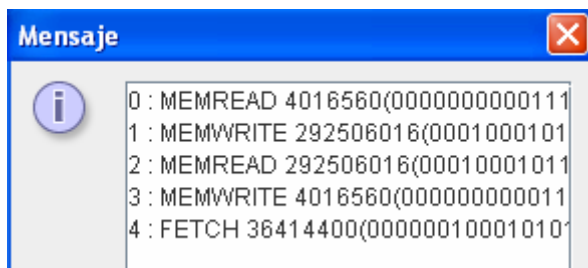 Mensaje
0 : MEMREAD 4016560(0000000000111
1 : MEMWRITE 292506016(0001000101
2 : MEMREAD 292506016(00010001011
3 : MEMWRITE 4016560(000000000011
4 : FETCH 36414400(000000100010101